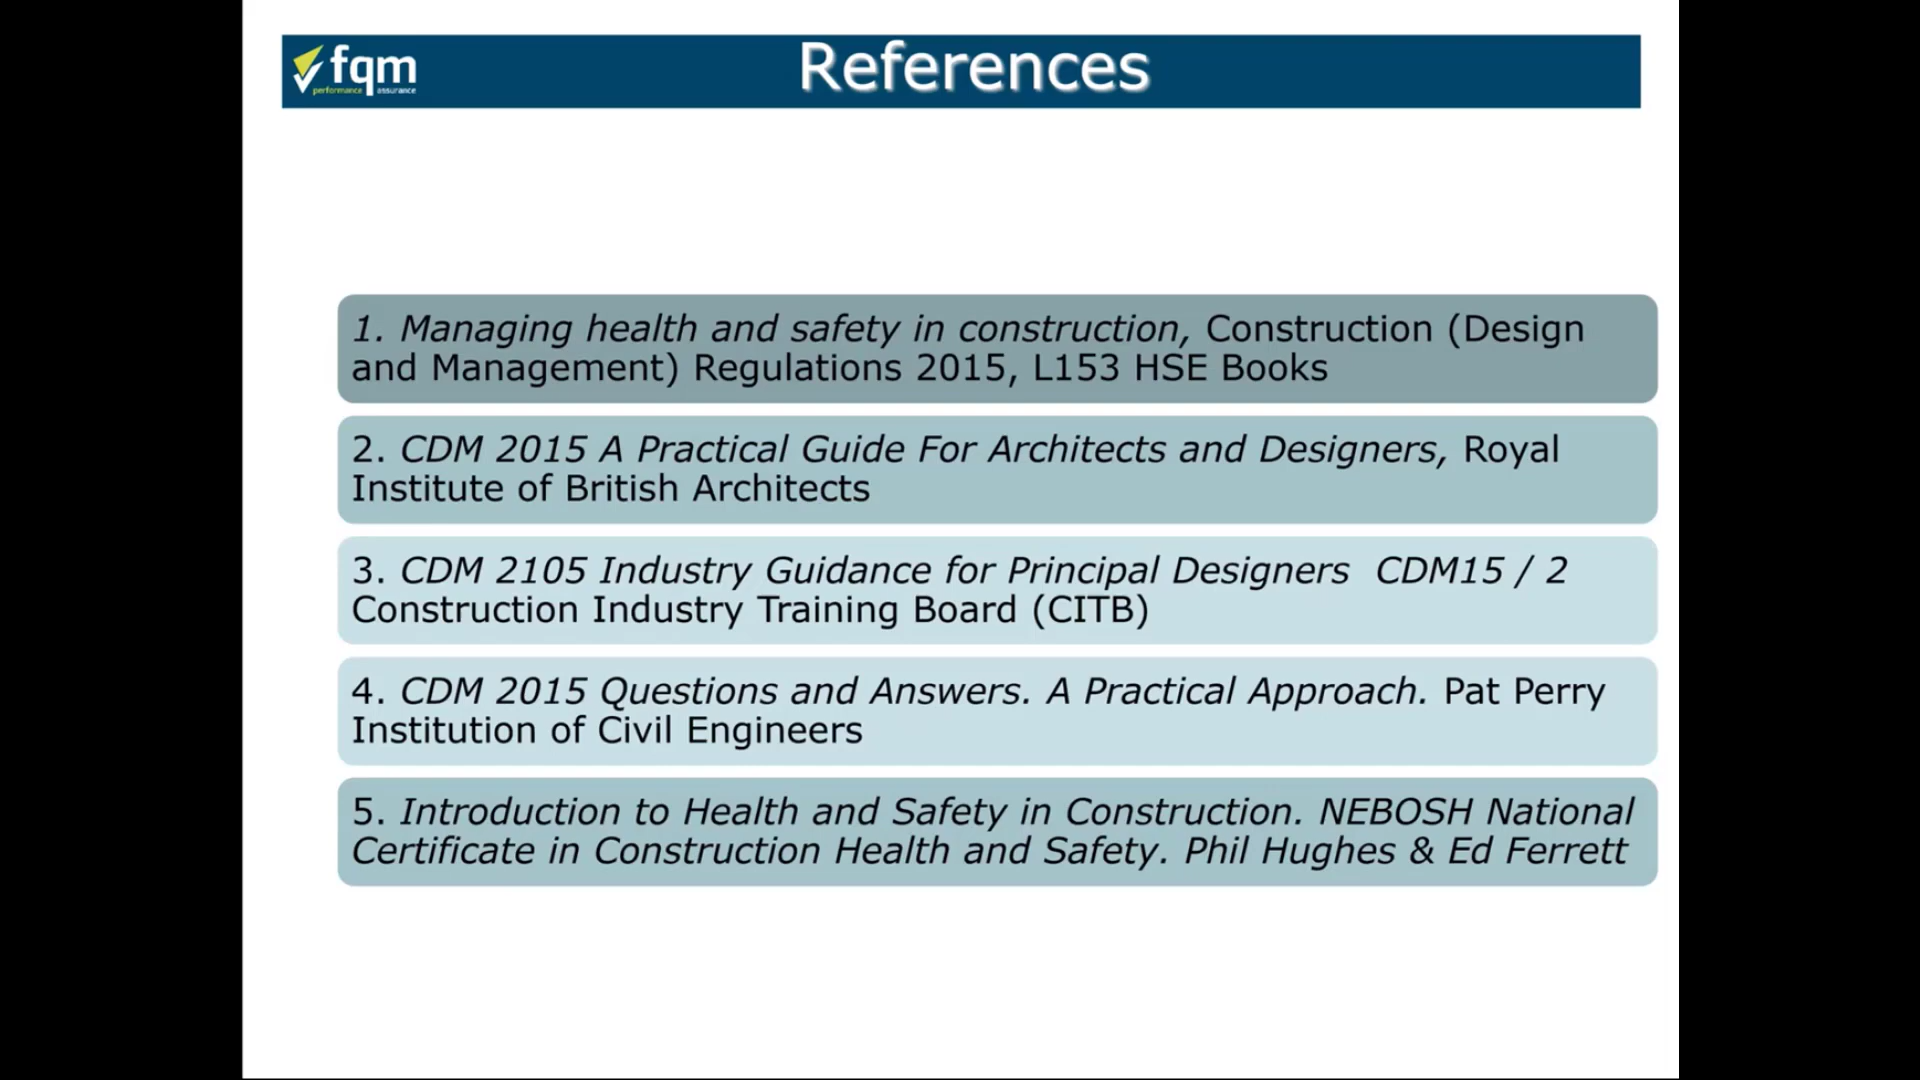 fqm
performance assurance
References
1. Managing health and safety in construction, Construction (Design
and Management) Regulations 2015, L153 HSE Books
2. CDM 2015 A Practical Guide For Architects and Designers, Royal
Institute of British Architects
3. CDM 2105 Industry Guidance for Principal Designers  CDM15 / 2
Construction Industry Training Board (CITB)
4. CDM 2015 Questions and Answers. A Practical Approach. Pat Perry
Institution of Civil Engineers
5. Introduction to Health and Safety in Construction. NEBOSH National
Certificate in Construction Health and Safety. Phil Hughes & Ed Ferrett